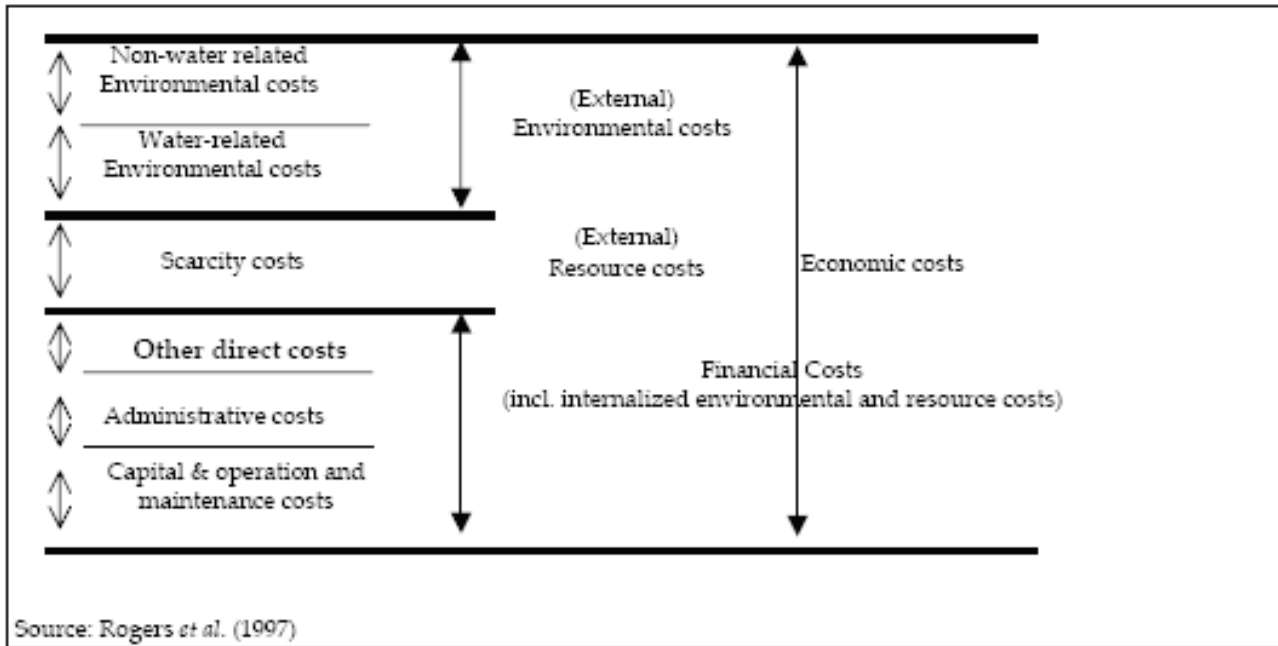 Non-water related
Environmental costs
(External)
Environmental costs
Water-related
Environmental costs
Scarcity costs
(External)
Resource costs
Economic costs
Other direct costs
Financial Costs
(incl. internalized environmental and resource costs)
Administrative costs
Capital & operation and
maintenance costs
Source: Rogers et al. (1997)